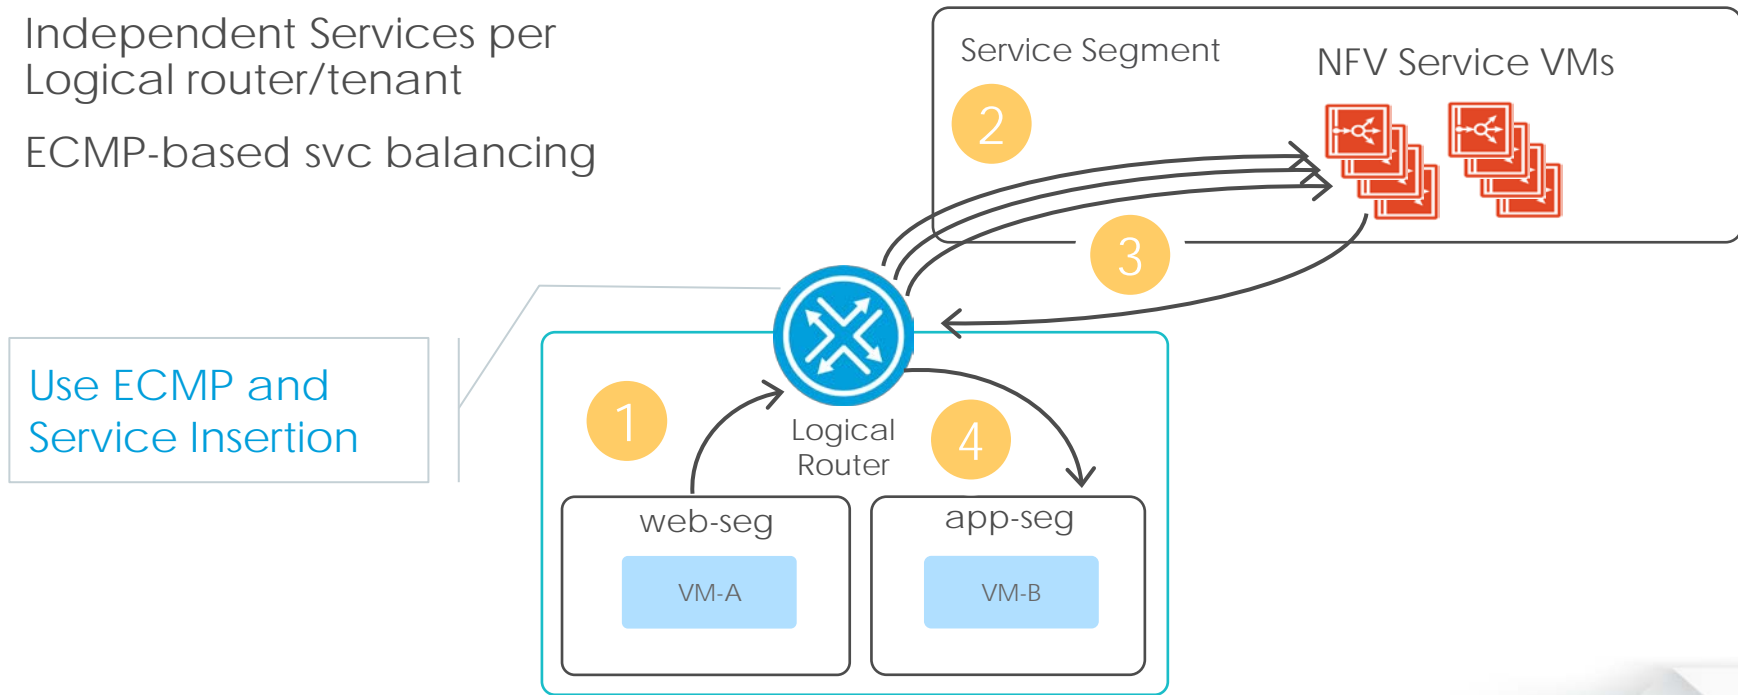 Independent Services per
Logical router/tenant
ECMP-based svc balancing
Service Segment
NFV Service VMs
2
3
Use ECMP and
Service Insertion
1
Logical
Router
4
web-seg
app-seg
VM-A
VM-B